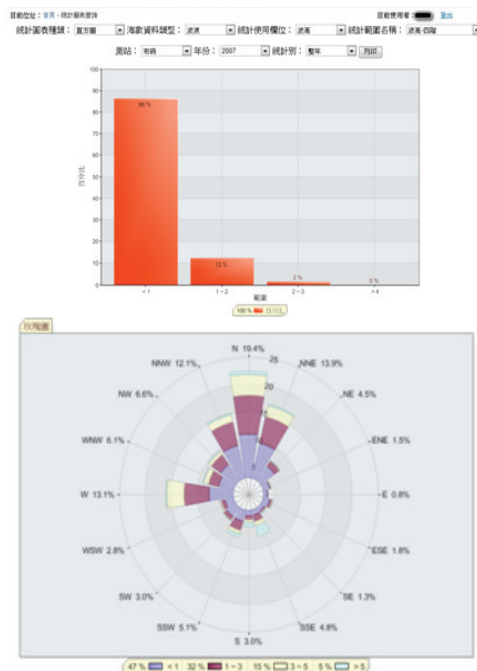 目前位址：首頁 > 統計圖表查詢
目前使用者： 登出
統計圖表種類：直方圖 海象資料類型：波浪 統計使用欄位：波高 統計範圍名稱：波高-四階
測站： 年份：2007 統計別：整年 列印
100
90
80
70
60
50
40
30
20
10
0
百分比
86 %
12 %
2 %
0 %
< 1
1 ~ 2
2 ~ 3
> 4
範圍
100 % 百分比
玫瑰圖
N 19.4%
NNE 13.9%
NE 4.5%
ENE 1.5%
E 0.8%
ESE 1.8%
SE 1.3%
SSE 4.8%
S 3.0%
SSW 5.1%
SW 3.0%
WSW 2.8%
W 13.1%
WNW 6.1%
NW 6.6%
NNW 12.1%
25
20
15
10
5
47 % < 1 32 % 1 ~ 3 15 % 3 ~ 5 5 % > 5